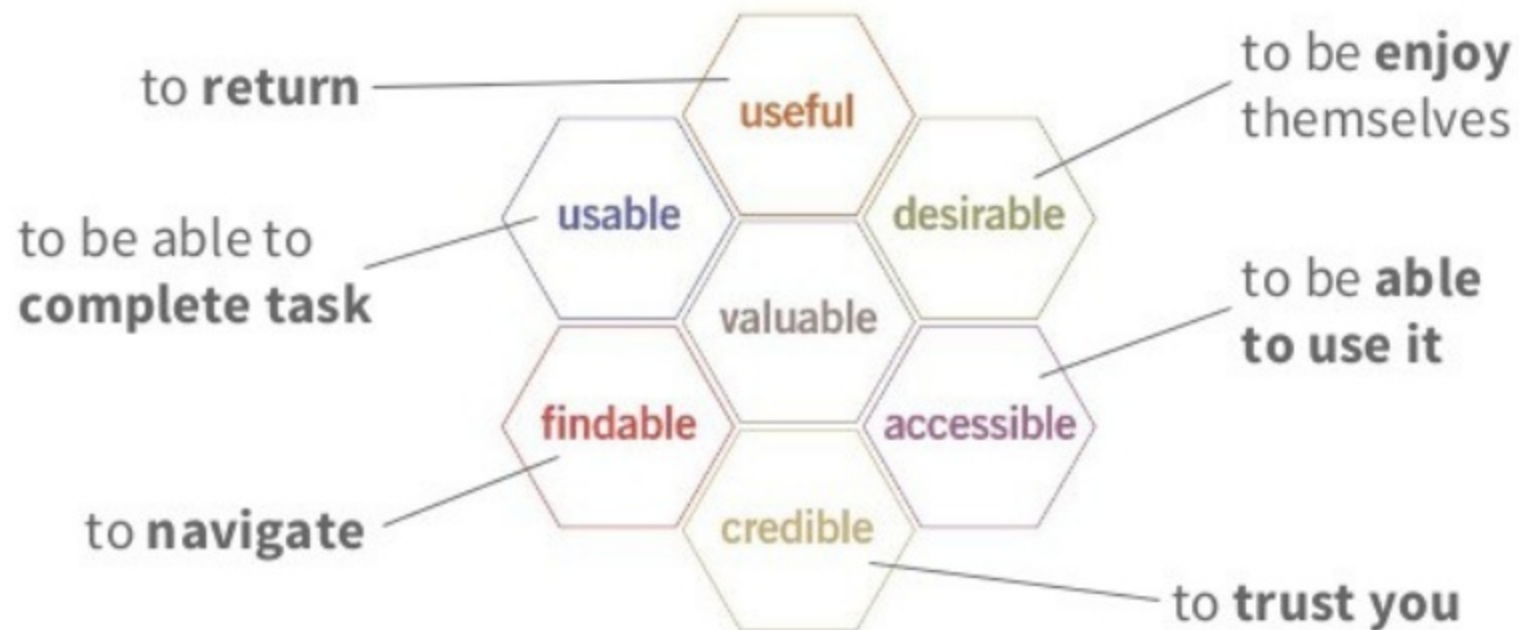 to return
useful
to be enjoy
themselves
usable
desirable
to be able to
complete task
valuable
to be able
to use it
findable
accessible
to navigate
credible
to trust you